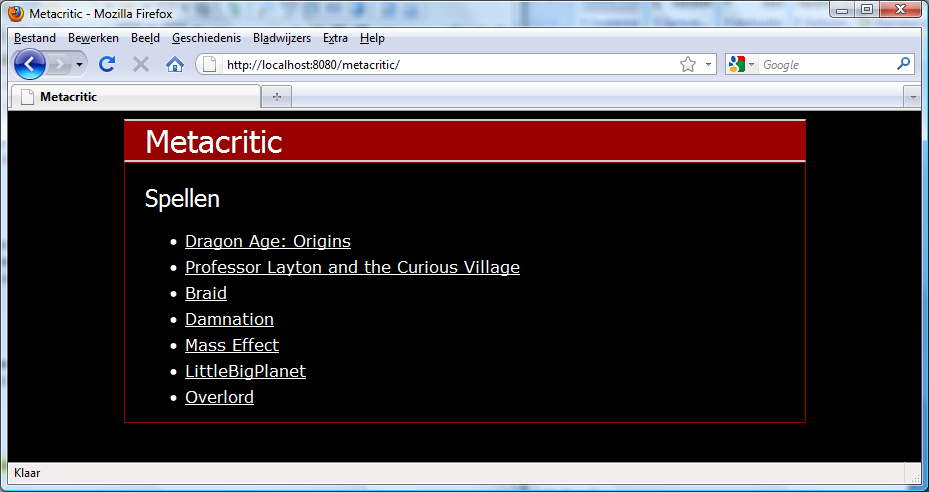 Metacritic - Mozilla Firefox
Bestand Bewerken Beeld Geschiedenis Bladwijzers Extra Help
http://localhost:8080/metacritic/ Google
Metacritic
Metacritic
Spellen
• Dragon Age: Origins
• Professor Layton and the Curious Village
• Braid
• Damnation
• Mass Effect
• LittleBigPlanet
• Overlord
Klaar